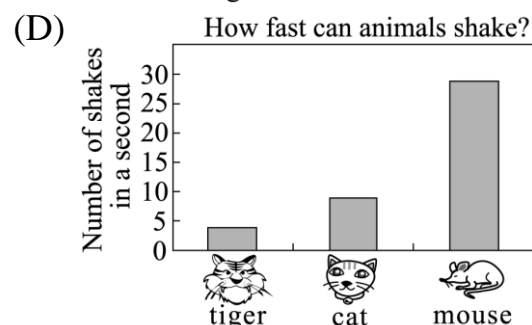 (D)
How fast can animals shake?
Number of shakes
in a second
30
25
20
15
10
5
0
tiger
cat
mouse